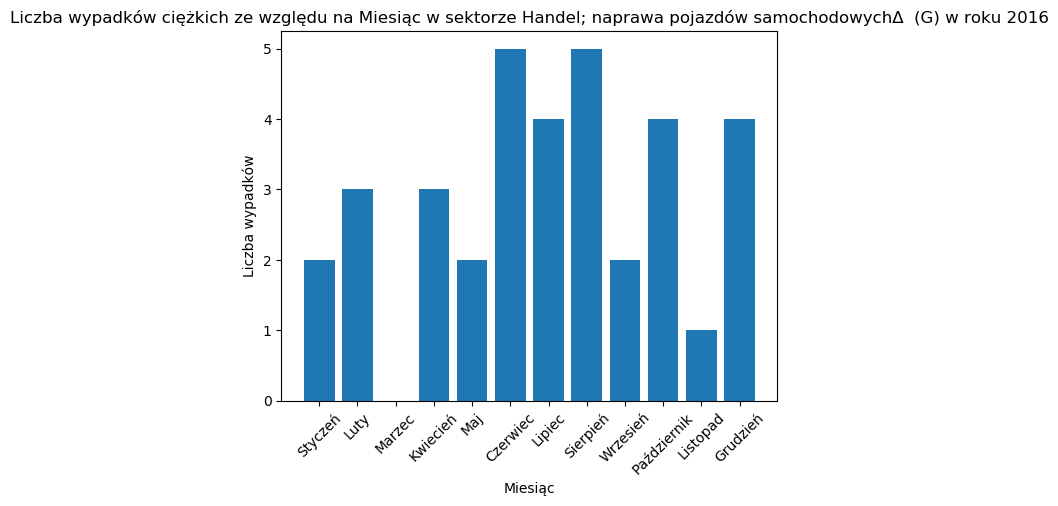 Liczba wypadków ciężkich ze względu na Miesiąc w sektorze Handel; naprawa pojazdów samochodowychΔ  (G) w roku 2016
5
4
3
2
1
0
Liczba wypadków
Styczeń
Luty
Marzec
Kwiecień
Maj
Czerwiec
Lipiec
Sierpień
Wrzesień
Październik
Listopad
Grudzień
Miesiąc